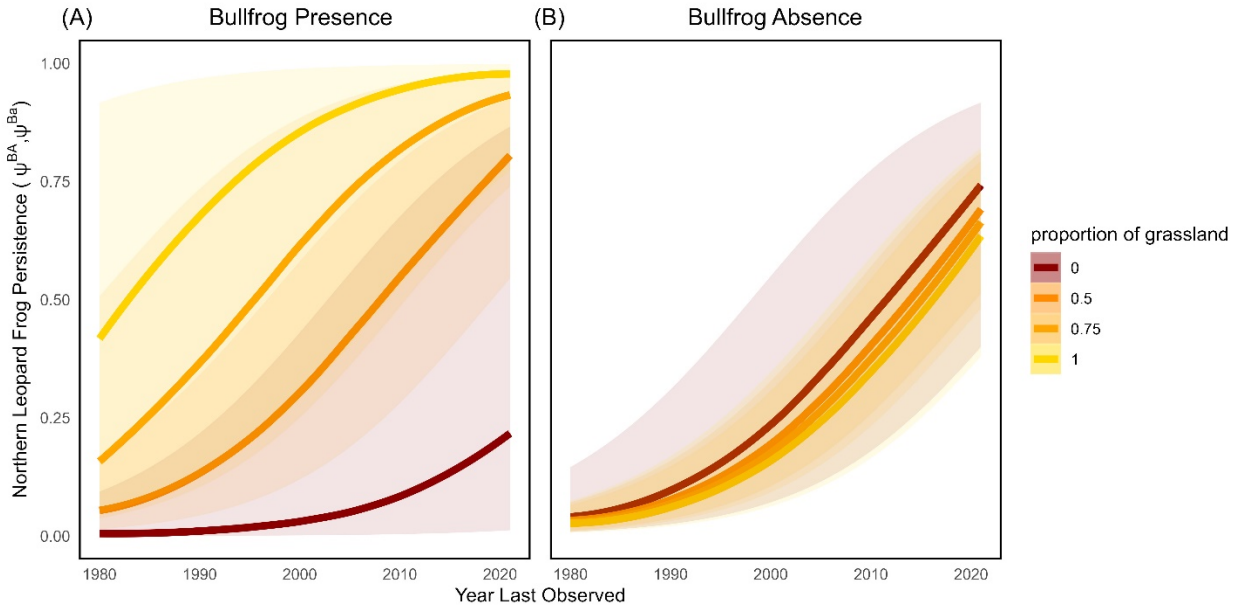 (A) Bullfrog Presence
(B) Bullfrog Absence
Northern Leopard Frog Persistence ( ψᴮᴬ,ψᴮᵃ)
1.00
0.75
0.50
0.25
0.00
1980 1990 2000 2010 2020
1980 1990 2000 2010 2020
Year Last Observed
proportion of grassland
0
0.5
0.75
1